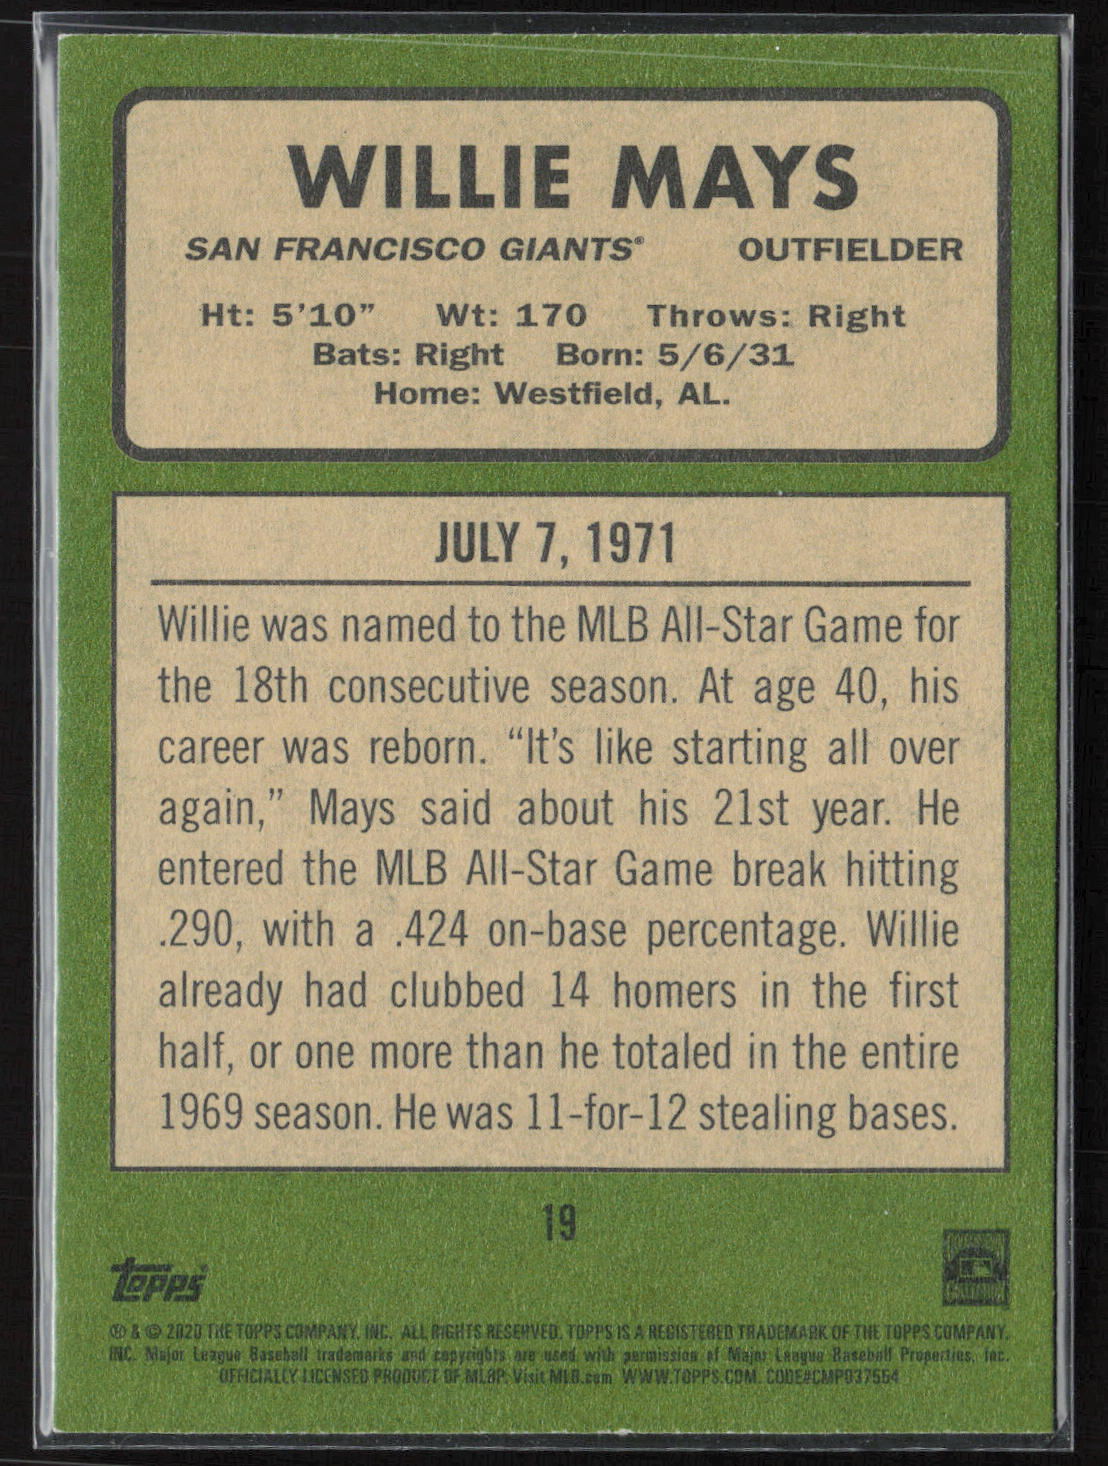 WILLIE MAYS
SAN FRANCISCO GIANTS® OUTFIELDER
Ht: 5'10” Wt: 170 Throws: Right
Bats: Right Born: 5/6/31
Home: Westfield, AL.
JULY 7, 1971
Willie was named to the MLB All-Star Game for
the 18th consecutive season. At age 40, his
career was reborn. “It's like starting all over
again,” Mays said about his 21st year. He
entered the MLB All-Star Game break hitting
.290, with a .424 on-base percentage. Willie
already had clubbed 14 homers in the first
half, or one more than he totaled in the entire
1969 season. He was 11-for-12 stealing bases.
19
topps
® & © 2020 THE TOPPS COMPANY, INC. ALL RIGHTS RESERVED. TOPPS IS A REGISTERED TRADEMARK OF THE TOPPS COMPANY,
INC. Major League Baseball trademarks and copyrights are used with permission of Major League Baseball Properties, Inc.
OFFICIALLY LICENSED PRODUCT OF MLBP. Visit MLB.com WWW.TOPPS.COM. CODE#CMP037554